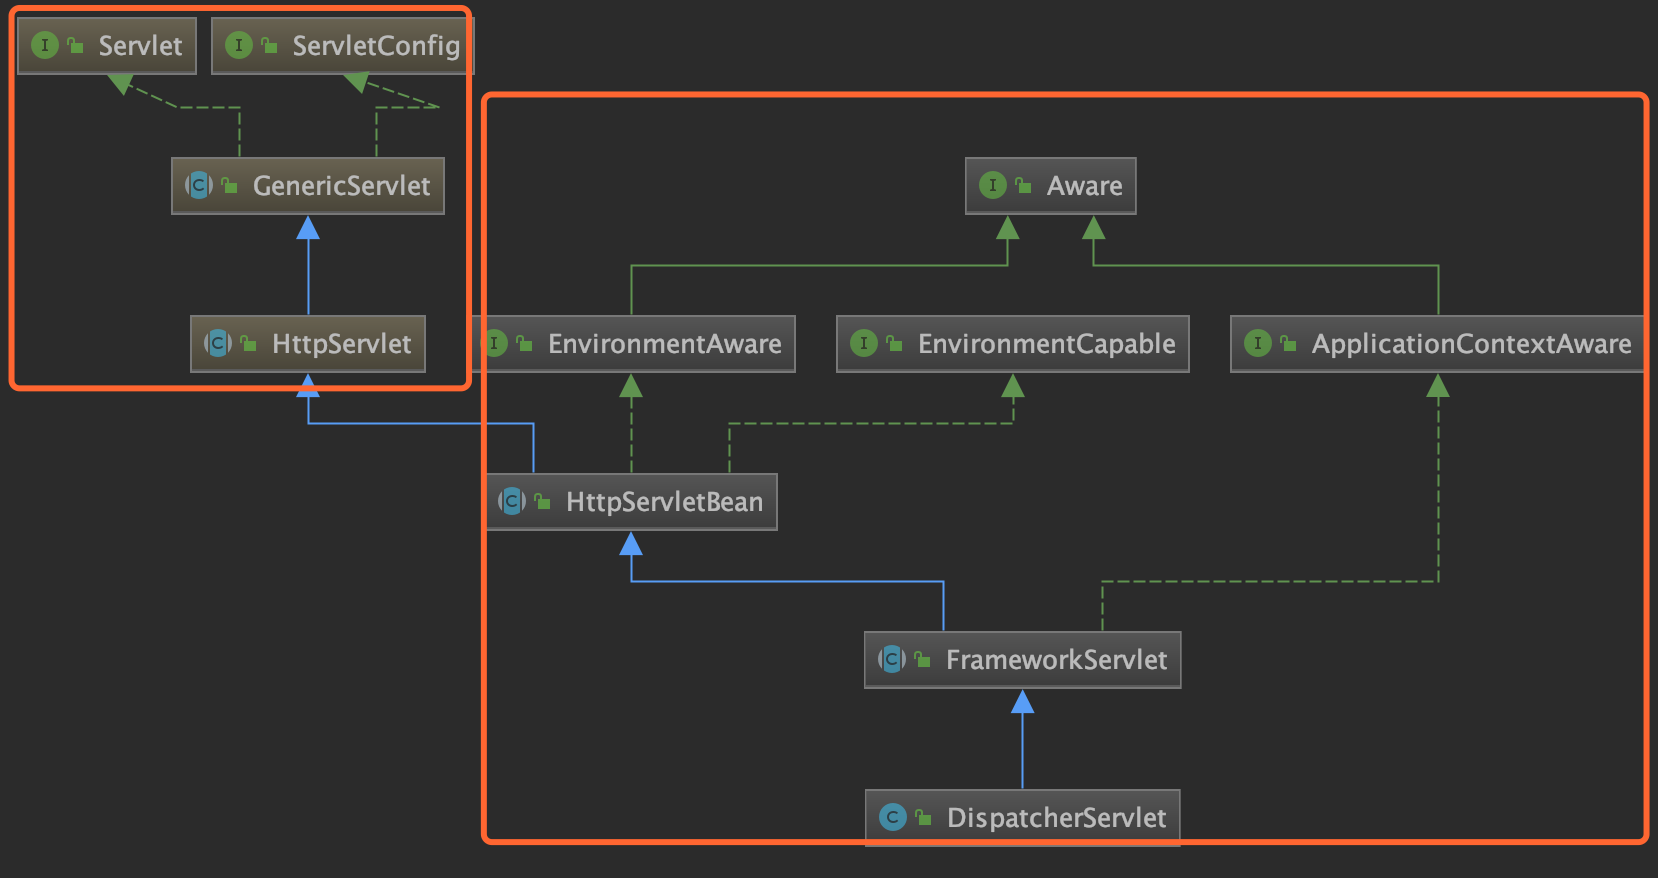 Servlet
ServletConfig
GenericServlet
Aware
HttpServlet
EnvironmentAware
EnvironmentCapable
ApplicationContextAware
HttpServletBean
FrameworkServlet
DispatcherServlet